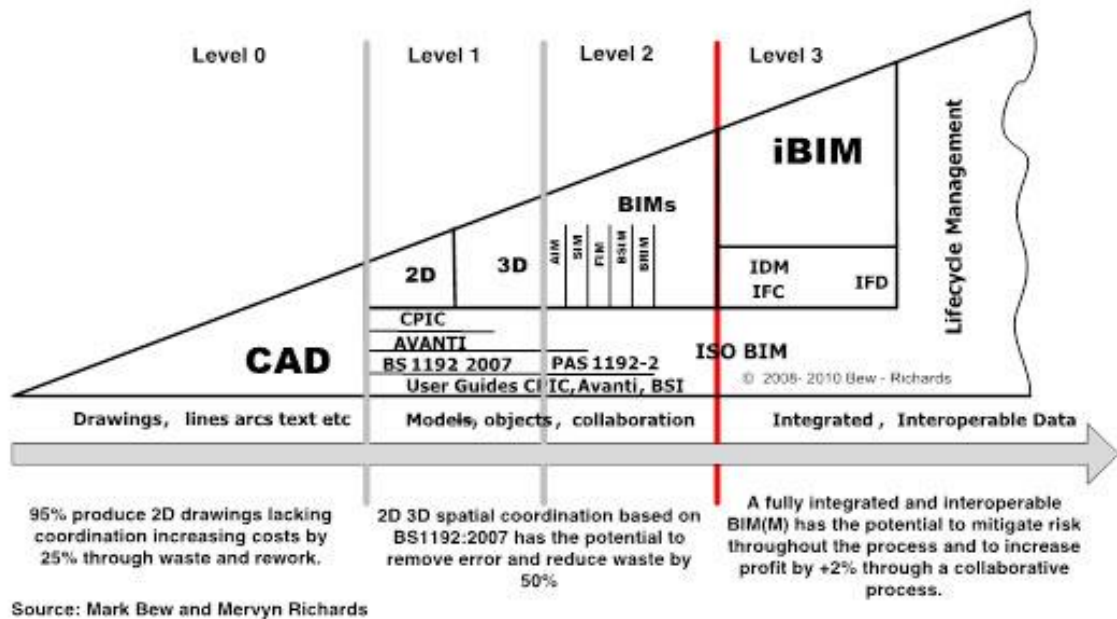 Level 0
Level 1
Level 2
Level 3
iBIM
BIMs
2D
3D
AIM
SIM
FIM
BSIM
BRIM
IDM
IFC
IFD
Lifecycle Management
CAD
CPIC
AVANTI
BS 1192 2007
PAS 1192-2
User Guides CPIC, Avanti, BSI
ISO BIM
© 2008- 2010 Bew - Richards
Drawings, lines arcs text etc
Models, objects, collaboration
Integrated, Interoperable Data
95% produce 2D drawings lacking
coordination increasing costs by
25% through waste and rework.
2D 3D spatial coordination based on
BS1192:2007 has the potential to
remove error and reduce waste by
50%
A fully integrated and interoperable
BIM(M) has the potential to mitigate risk
throughout the process and to increase
profit by +2% through a collaborative
process.
Source: Mark Bew and Mervyn Richards